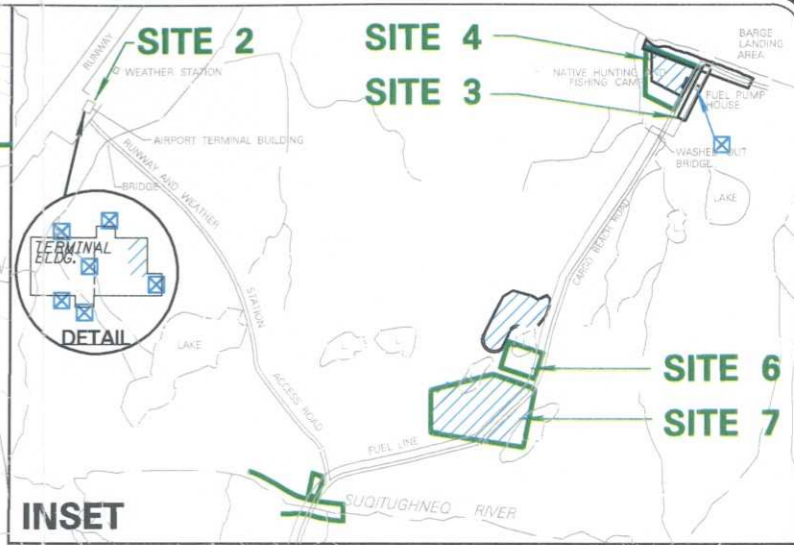 SITE 2
SITE 4
SITE 3
RUNWAY
WEATHER STATION
BARGE
LANDING
AREA
NATIVE HUNTING AND
FISHING CAMP
FUEL PUMP
HOUSE
AIRPORT TERMINAL BUILDING
WASHED OUT
BRIDGE
BRIDGE
RUNWAY AND WEATHER
STATION
ACCESS ROAD
LAKE
CARGO BEACH ROAD
TERMINAL
BLDG.
DETAIL
LAKE
L
L
L
SITE 6
SITE 7
FUEL LINE
SUQITUGHNEQ RIVER
INSET